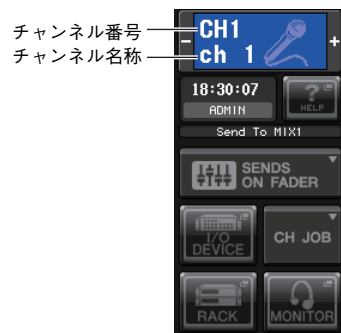 チャンネル番号
CH1
チャンネル名称
ch 1
- +
18:30:07
ADMIN
?
HELP
Send To MIX1
SENDS
ON FADER
I/O
DEVICE
CH JOB
RACK
MONITOR